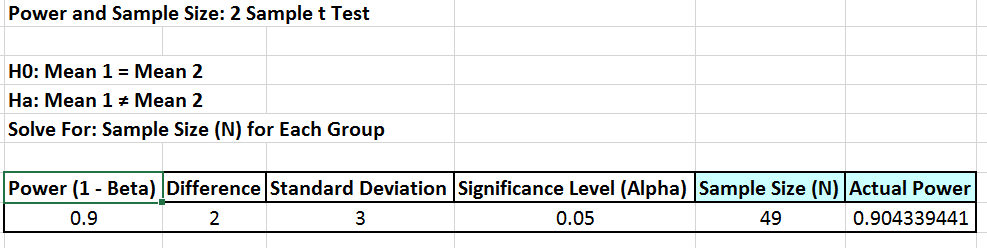 Power and Sample Size: 2 Sample t Test
H0: Mean 1 = Mean 2
Ha: Mean 1 ≠ Mean 2
Solve For: Sample Size (N) for Each Group
Power (1 - Beta) Difference Standard Deviation Significance Level (Alpha) Sample Size (N) Actual Power
0.9 2 3 0.05 49 0.904339441